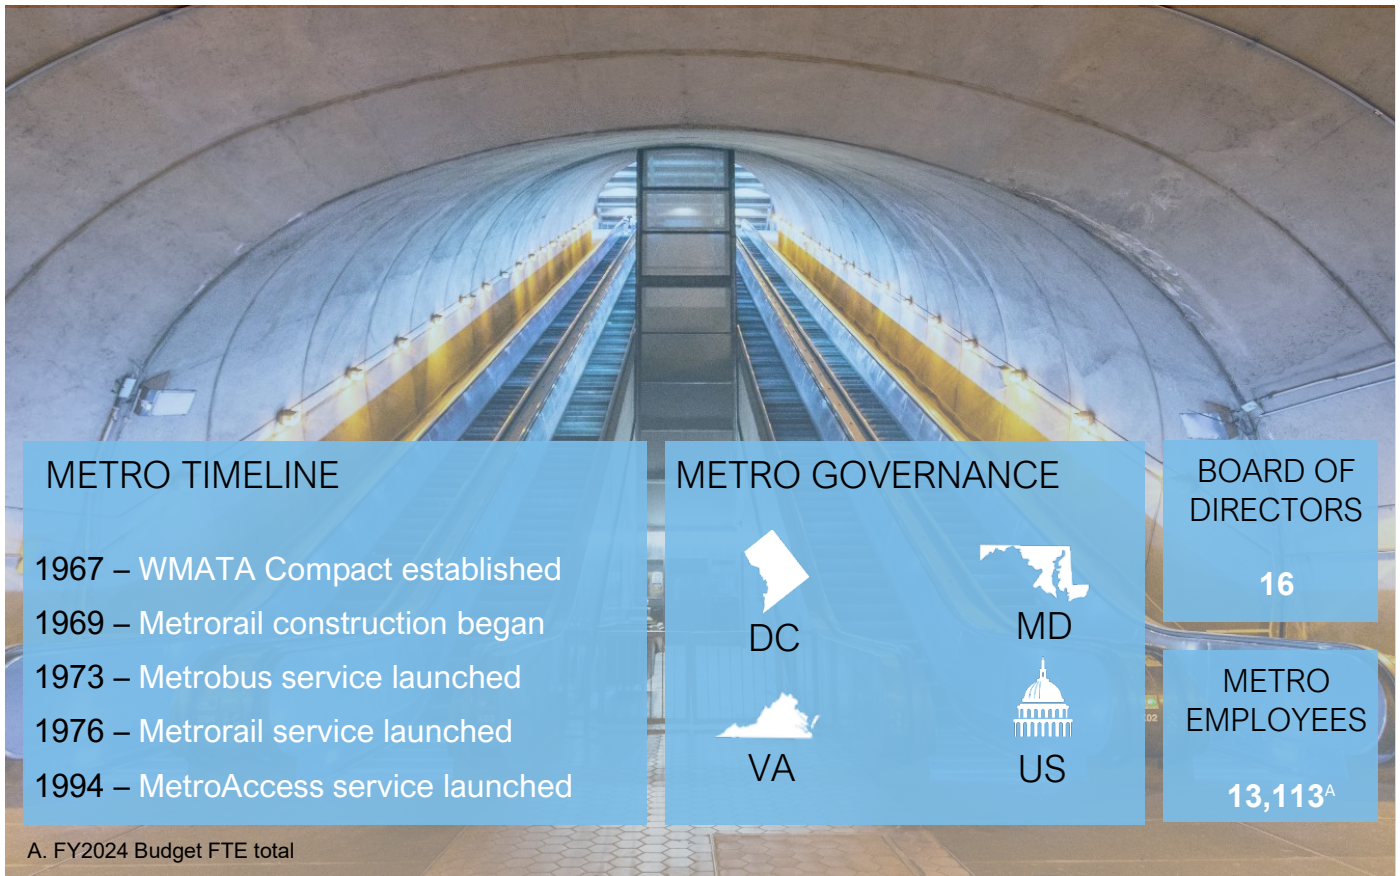 METRO TIMELINE
1967 – WMATA Compact established
1969 – Metrorail construction began
1973 – Metrobus service launched
1976 – Metrorail service launched
1994 – MetroAccess service launched
METRO GOVERNANCE
DC
MD
VA
US
BOARD OF
DIRECTORS
16
METRO
EMPLOYEES
13,113ᴬ
A. FY2024 Budget FTE total